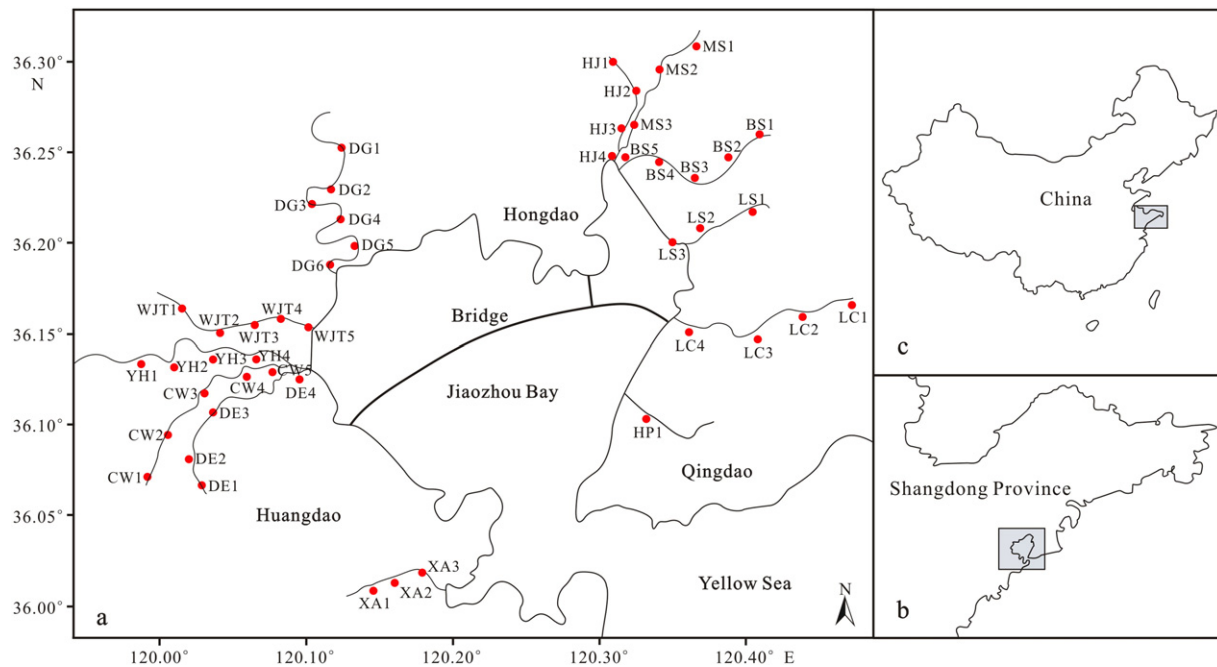 36.30°
N
36.25°
36.20°
36.15°
36.10°
36.05°
36.00°
120.00°
120.10°
120.20°
120.30°
120.40°
E
MS1
HJ1
MS2
HJ2
MS3
HJ3
HJ4
BS5
BS4
BS3
BS2
BS1
DG1
DG2
DG3
DG4
DG5
DG6
Hongdao
LS1
LS2
LS3
WJT1
WJT2
WJT3
WJT4
WJT5
Bridge
LC1
LC2
LC3
LC4
YH1
YH2
YH3
YH4
CW5
CW4
DE4
CW3
DE3
Jiaozhou Bay
CW2
DE2
CW1
DE1
HP1
Qingdao
Huangdao
XA3
XA2
XA1
Yellow Sea
N
a
China
c
Shangdong Province
b